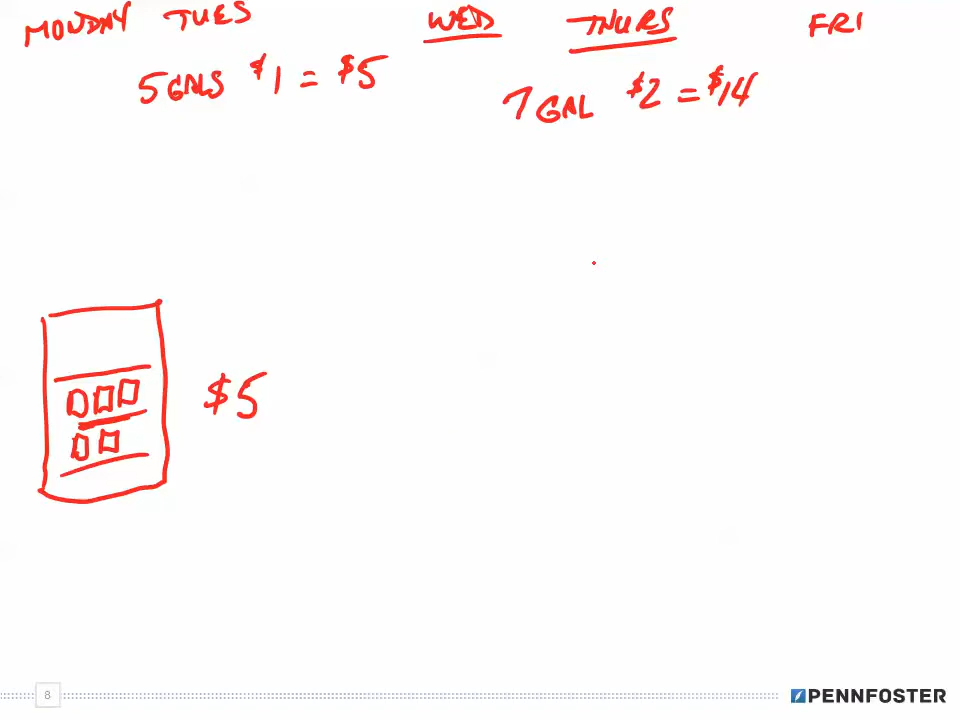 MONDAY TUES WED THURS FRI
5 GALS $1 = $5
7 GAL $2 = $14
$5
8
PENNFOSTER